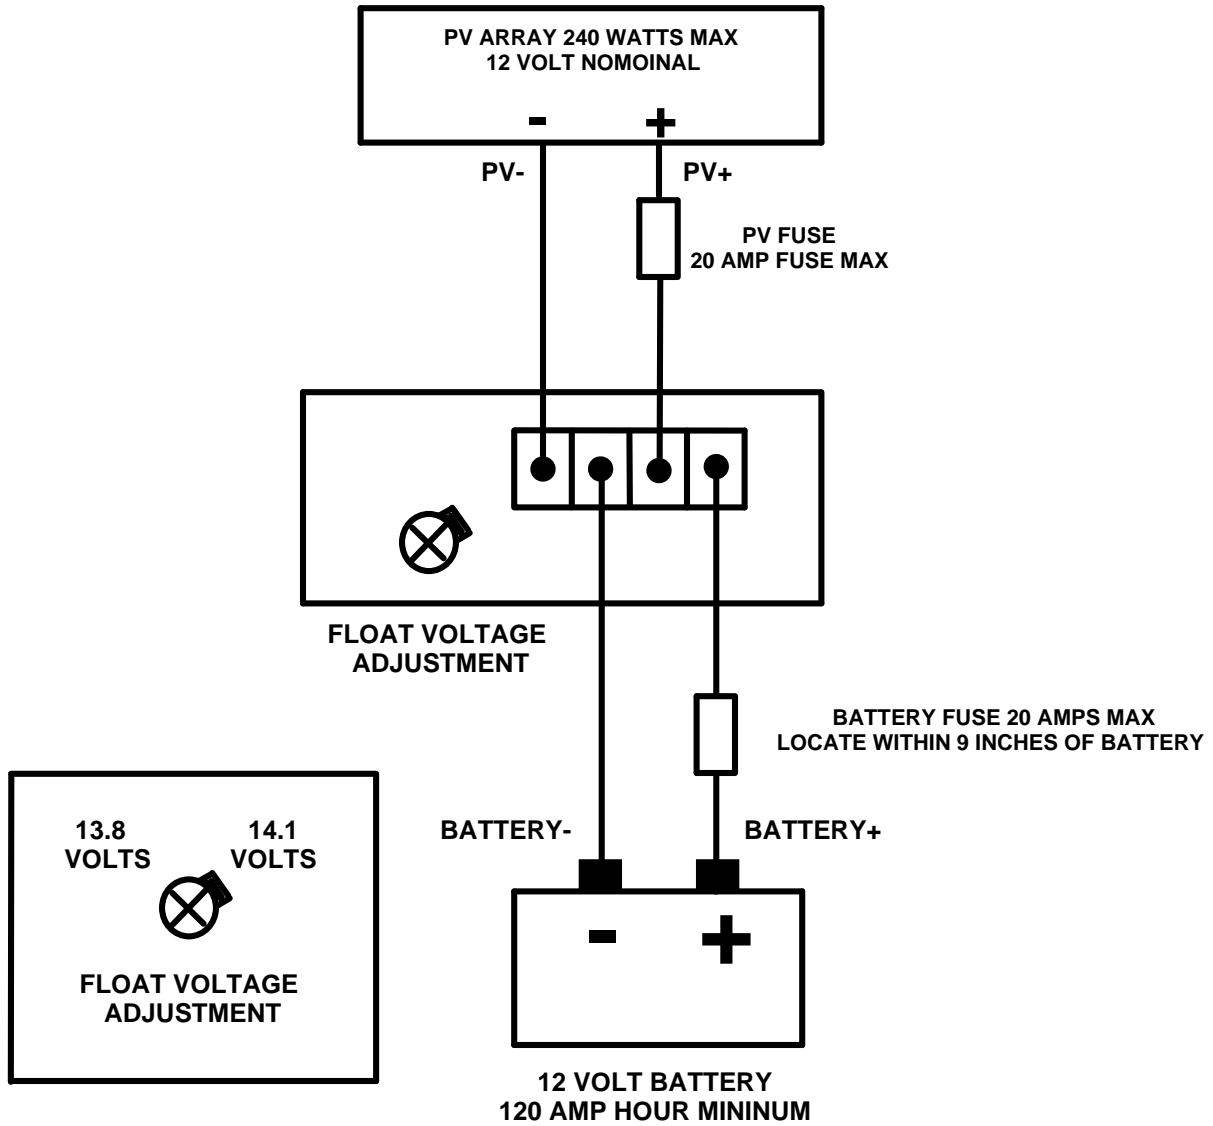 PV ARRAY 240 WATTS MAX
12 VOLT NOMOINAL
- +
PV- PV+
PV FUSE
20 AMP FUSE MAX
FLOAT VOLTAGE
ADJUSTMENT
BATTERY FUSE 20 AMPS MAX
LOCATE WITHIN 9 INCHES OF BATTERY
13.8 14.1
VOLTS VOLTS
FLOAT VOLTAGE
ADJUSTMENT
BATTERY- BATTERY+
- +
12 VOLT BATTERY
120 AMP HOUR MININUM